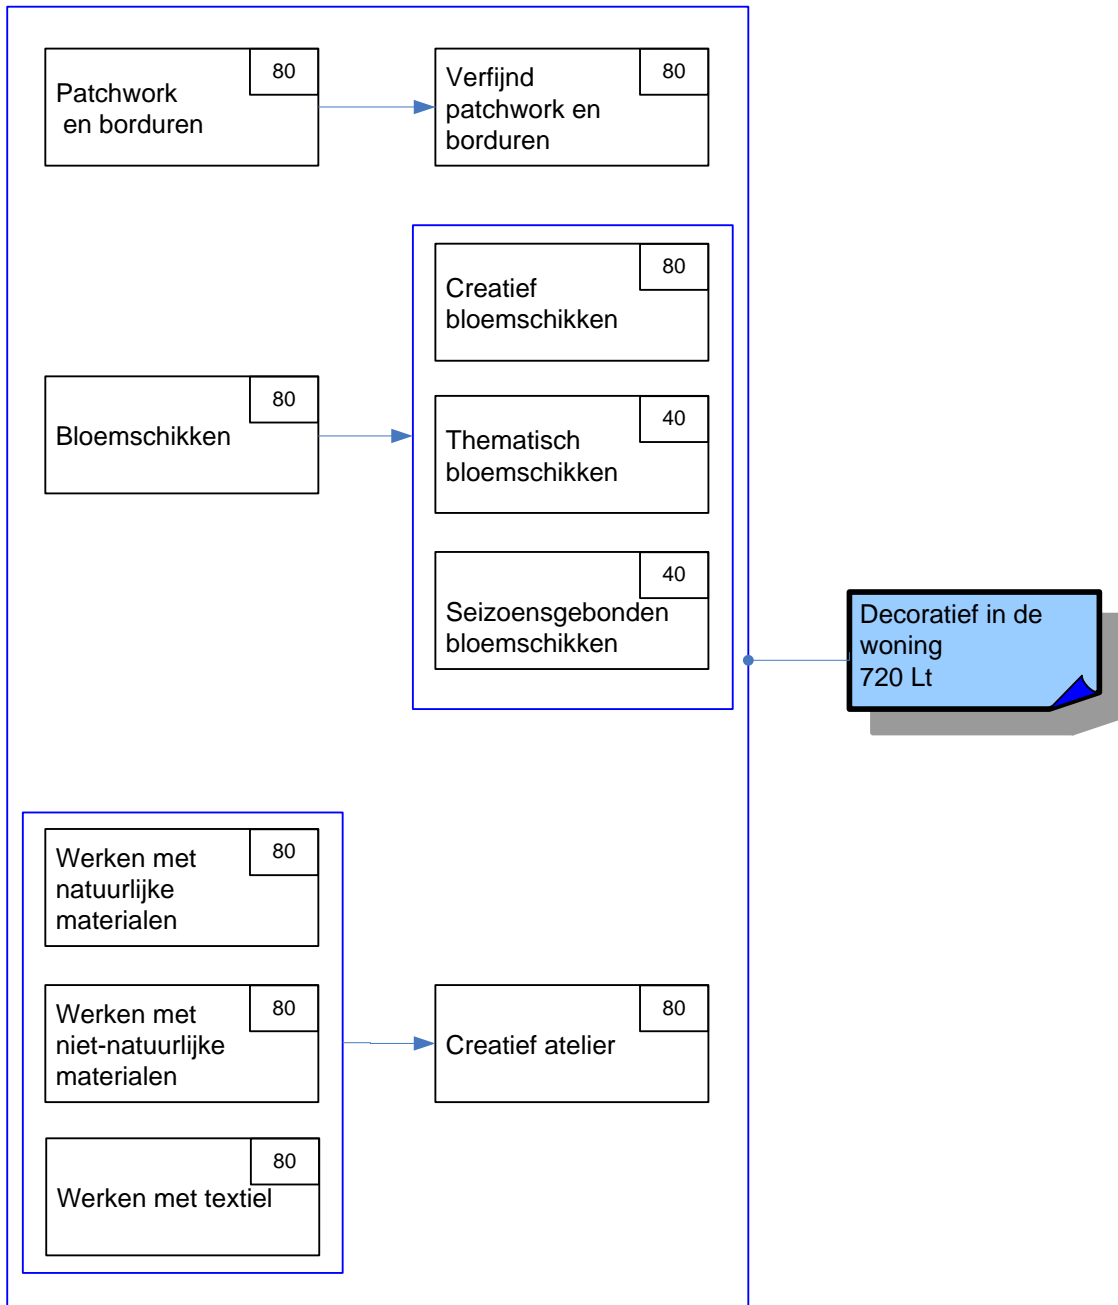 80
Patchwork
en borduren
80
Verfijnd
patchwork en
borduren
80
Creatief
bloemschikken
80
Bloemschikken
40
Thematisch
bloemschikken
40
Seizoensgebonden
bloemschikken
Decoratief in de
woning
720 Lt
80
Werken met
natuurlijke
materialen
80
Werken met
niet-natuurlijke
materialen
80
Creatief atelier
80
Werken met textiel